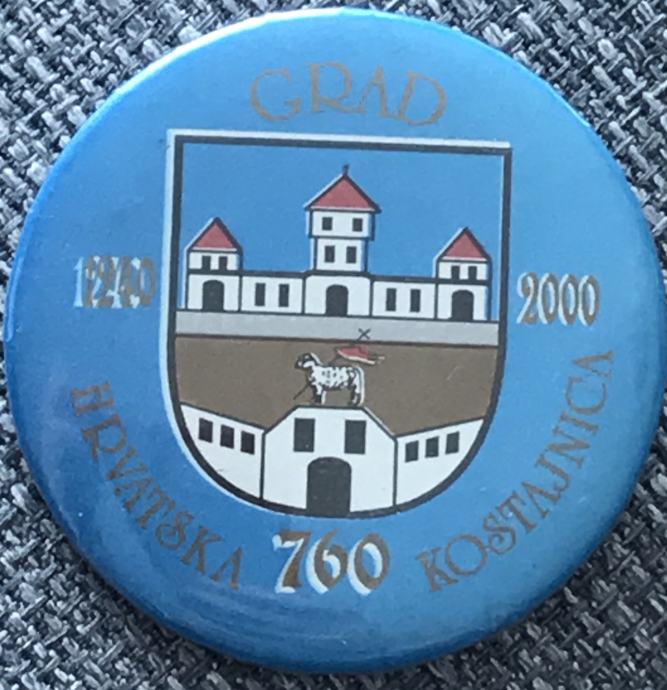 GRAD
1240
2000
HRVATSKA
760
KOSTAJNICA